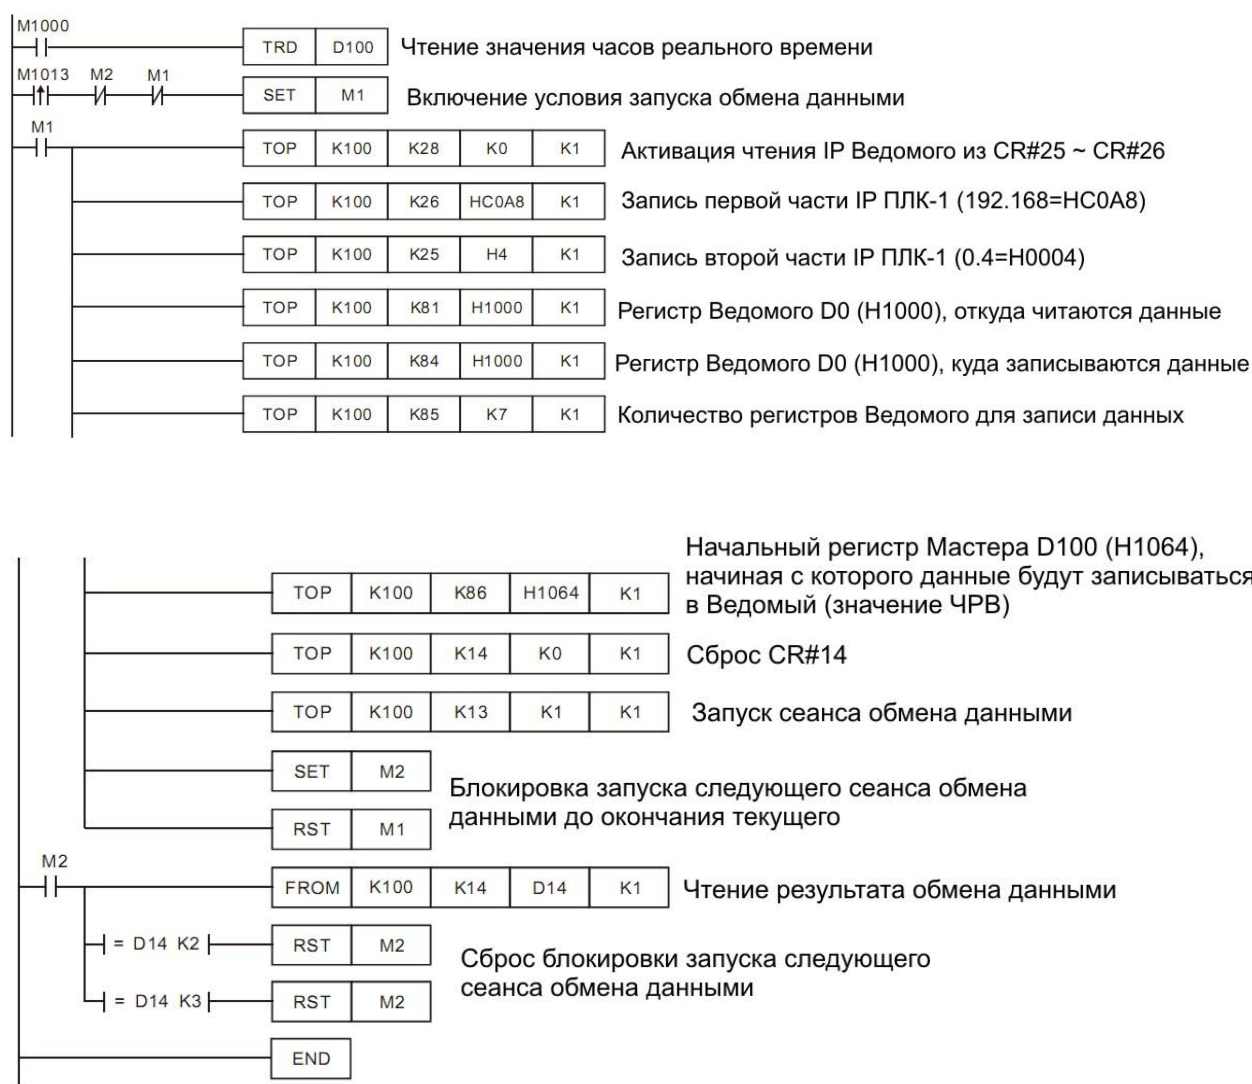 M1000
TRD D100 Чтение значения часов реального времени
M1013 M2 M1
SET M1 Включение условия запуска обмена данными
M1
TOP K100 K28 K0 K1 Активация чтения IP Ведомого из CR#25 ~ CR#26
TOP K100 K26 HC0A8 K1 Запись первой части IP ПЛК-1 (192.168=HC0A8)
TOP K100 K25 H4 K1 Запись второй части IP ПЛК-1 (0.4=H0004)
TOP K100 K81 H1000 K1 Регистр Ведомого D0 (H1000), откуда читаются данные
TOP K100 K84 H1000 K1 Регистр Ведомого D0 (H1000), куда записываются данные
TOP K100 K85 K7 K1 Количество регистров Ведомого для записи данных
Начальный регистр Мастера D100 (H1064),
TOP K100 K86 H1064 K1 начиная с которого данные будут записываться
в Ведомый (значение ЧРВ)
TOP K100 K14 K0 K1 Сброс CR#14
TOP K100 K13 K1 K1 Запуск сеанса обмена данными
SET M2
Блокировка запуска следующего сеанса обмена
данными до окончания текущего
RST M1
M2
FROM K100 K14 D14 K1 Чтение результата обмена данными
= D14 K2 RST M2
Сброс блокировки запуска следующего
сеанса обмена данными
= D14 K3 RST M2
END